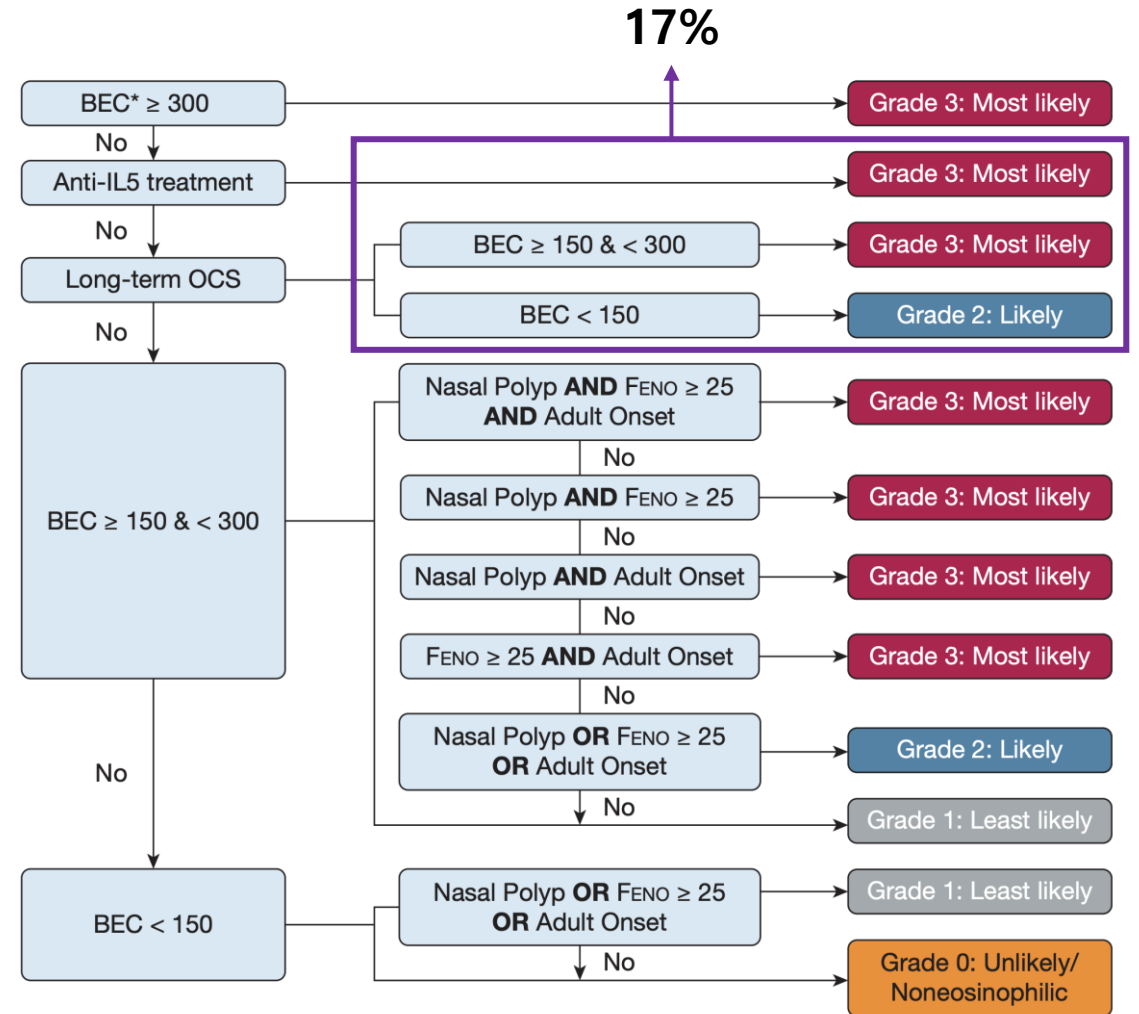 17%
BEC* ≥ 300
Grade 3: Most likely
No
Anti-IL5 treatment
Grade 3: Most likely
No
BEC ≥ 150 & < 300
Grade 3: Most likely
Long-term OCS
BEC < 150
Grade 2: Likely
No
BEC ≥ 150 & < 300
Nasal Polyp AND FENO ≥ 25
AND Adult Onset
Grade 3: Most likely
No
Nasal Polyp AND FENO ≥ 25
Grade 3: Most likely
No
Nasal Polyp AND Adult Onset
Grade 3: Most likely
No
FENO ≥ 25 AND Adult Onset
Grade 3: Most likely
No
Nasal Polyp OR FENO ≥ 25
OR Adult Onset
Grade 2: Likely
No
Grade 1: Least likely
No
BEC < 150
Nasal Polyp OR FENO ≥ 25
OR Adult Onset
Grade 1: Least likely
No
Grade 0: Unlikely/
Noneosinophilic